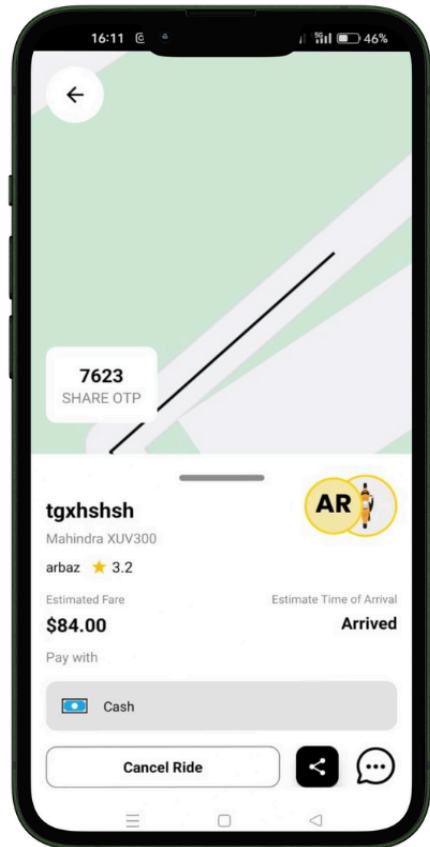 16:11
5G 46%
7623
SHARE OTP
AR
tgxhshsh
Mahindra XUV300
arbaz ★ 3.2
Estimated Fare Estimate Time of Arrival
$84.00 Arrived
Pay with
Cash
Cancel Ride